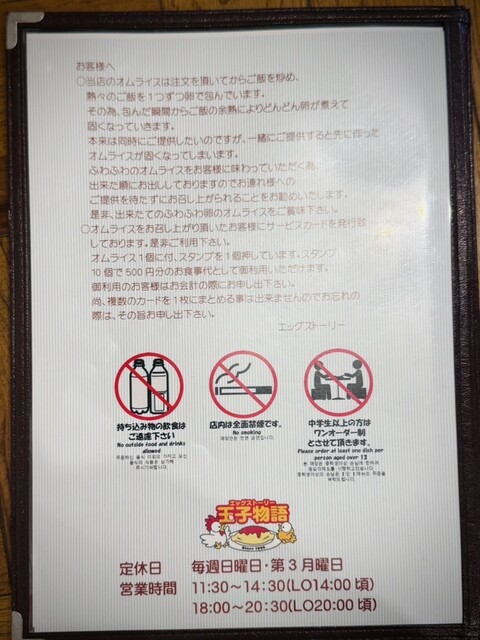 お客様へ
○当店のオムライスは注文を頂いてからご飯を炒め、
熱々のご飯を1つずつ卵で包んでいます。
その為、包んだ瞬間からご飯の余熱によりどんどん卵が煮えて
固くなっていきます。
本来は同時にご提供したいのですが、一緒にご提供すると先に作った
オムライスが固くなってしまいます。
ふわふわのオムライスをお客様に味わっていただく為、
出来た順にお出ししておりますのでお連れ様への
ご提供を待たずにお召し上がられることをお勧めいたします。
是非、出来たてのふわふわ卵のオムライスをご賞味下さい。
○オムライスをお召し上がり頂いたお客様にサービスカードを発行致
しております。是非ご利用下さい。
オムライス1個に付、スタンプを1個押しています。スタンプ
10個で500円分のお食事代として御利用いただけます。
御利用のお客様はお会計の際にお申し出下さい。
尚、複数のカードを1枚にまとめる事は出来ませんのでお忘れの
際は、その旨お申し出下さい。
エッグストーリー
持ち込み物の飲食は
ご遠慮下さい
No outside food and drinks
allowed
店内は全面禁煙です。
No smoking
매장안은 전면 금연입니다.
中学生以上の方は
ワンオーダー制
とさせて頂きます。
Please order at least one dish per
person aged over 13
エッグストーリー
王子物語
Since 1996
定休日 毎週日曜日・第3月曜日
営業時間 11:30～14:30(LO14:00頃)
18:00～20:30(LO20:00頃)